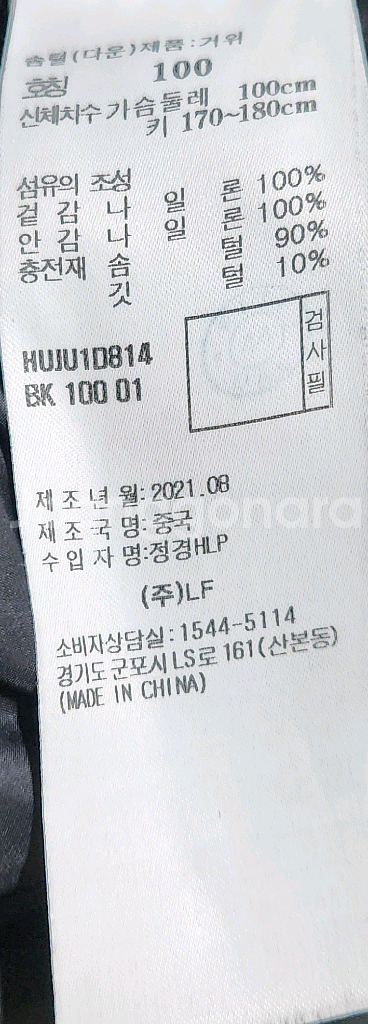 솜털(다운)제품:거위
호칭 100
신체치수 가슴둘레 100cm
키 170~180cm
섬유의 조성
겉감 나일론 100%
안감 나일론 100%
충전재 솜털 90%
깃털 10%
검사필
HUJU1D814
BK 100 01
제조년월: 2021.08
제조국명: 중국
수입자명: 정경HLP
(주)LF
소비자상담실: 1544-5114
경기도 군포시 LS로 161(산본동)
(MADE IN CHINA)